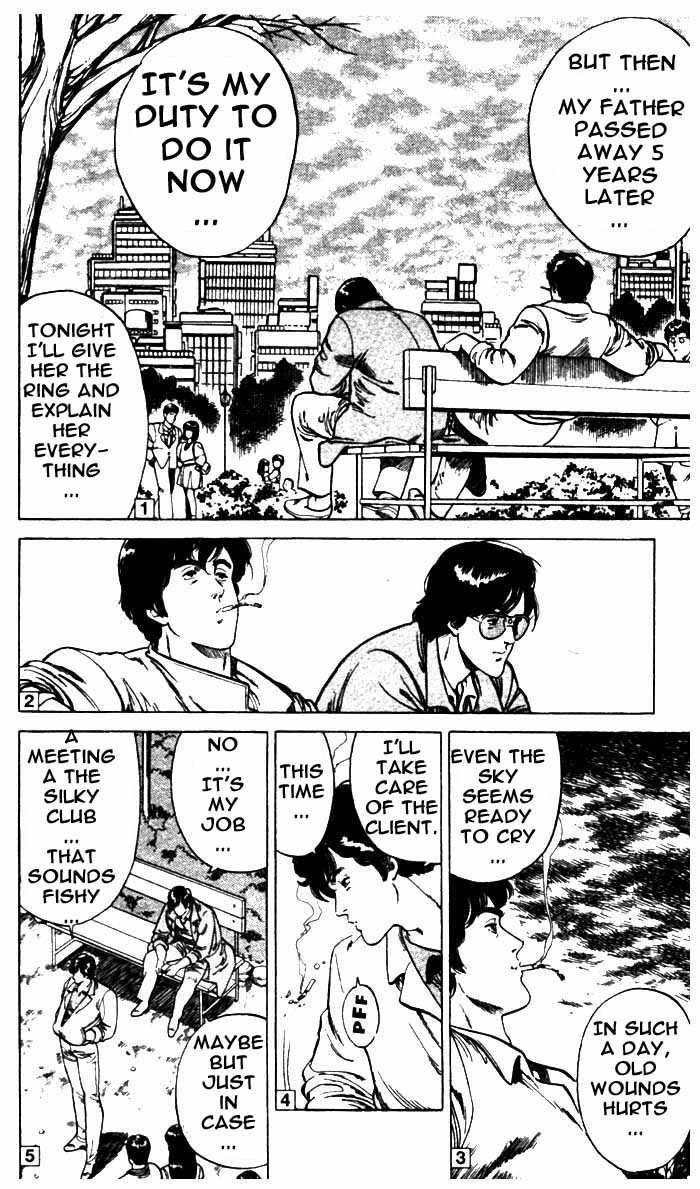 BUT THEN
...
MY FATHER
PASSED
AWAY 5
YEARS
LATER
...
IT'S MY
DUTY TO
DO IT
NOW
...
TONIGHT
I'LL GIVE
HER THE
RING AND
EXPLAIN
HER
EVERY-
THING
...
1
2
EVEN THE
SKY
SEEMS
READY
TO CRY
...
IN SUCH
A DAY,
OLD
WOUNDS
HURTS
...
3
I'LL
TAKE
CARE
OF THE
CLIENT.
THIS
TIME
...
PFF
4
NO
...
IT'S
MY
JOB
...
A
MEETING
A THE
SILKY
CLUB
...
THAT
SOUNDS
FISHY
...
MAYBE
BUT
JUST
IN
CASE
...
5